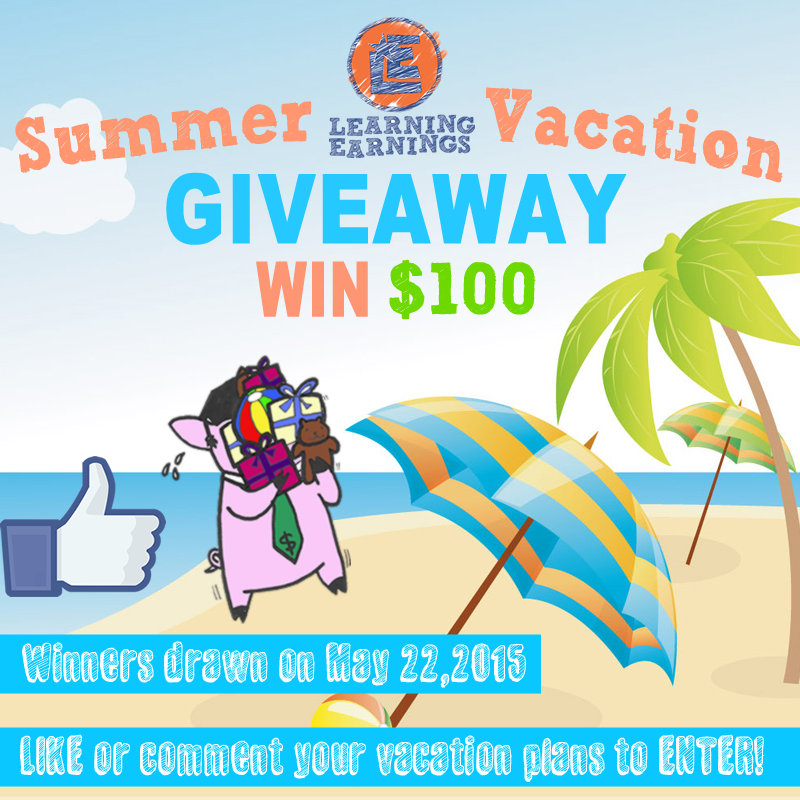 Summer Vacation
LE
LEARNING
EARNINGS
GIVEAWAY
WIN $100
$
Winners drawn on May 22,2015
LIKE or comment your vacation plans to ENTER!